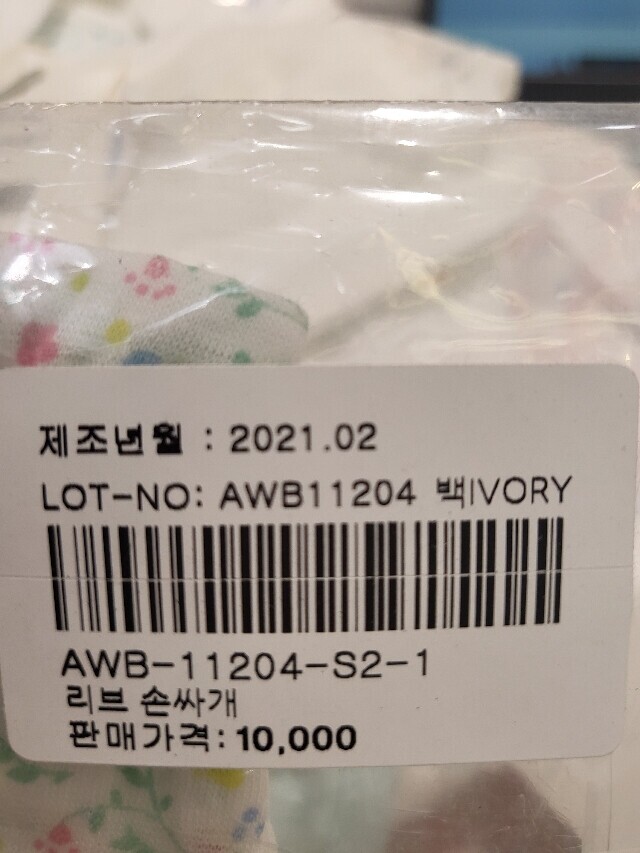 제조년월 : 2021.02
LOT-NO: AWB11204 백IVORY
AWB-11204-S2-1
리브 손싸개
판매가격: 10,000